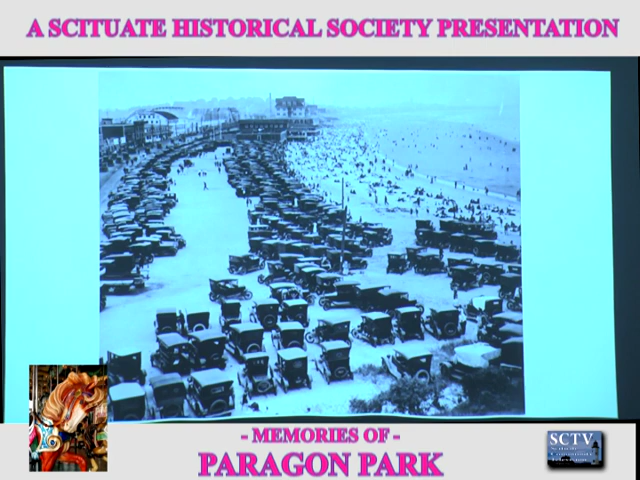 A SCITUATE HISTORICAL SOCIETY PRESENTATION
- MEMORIES OF -
PARAGON PARK
SCTV